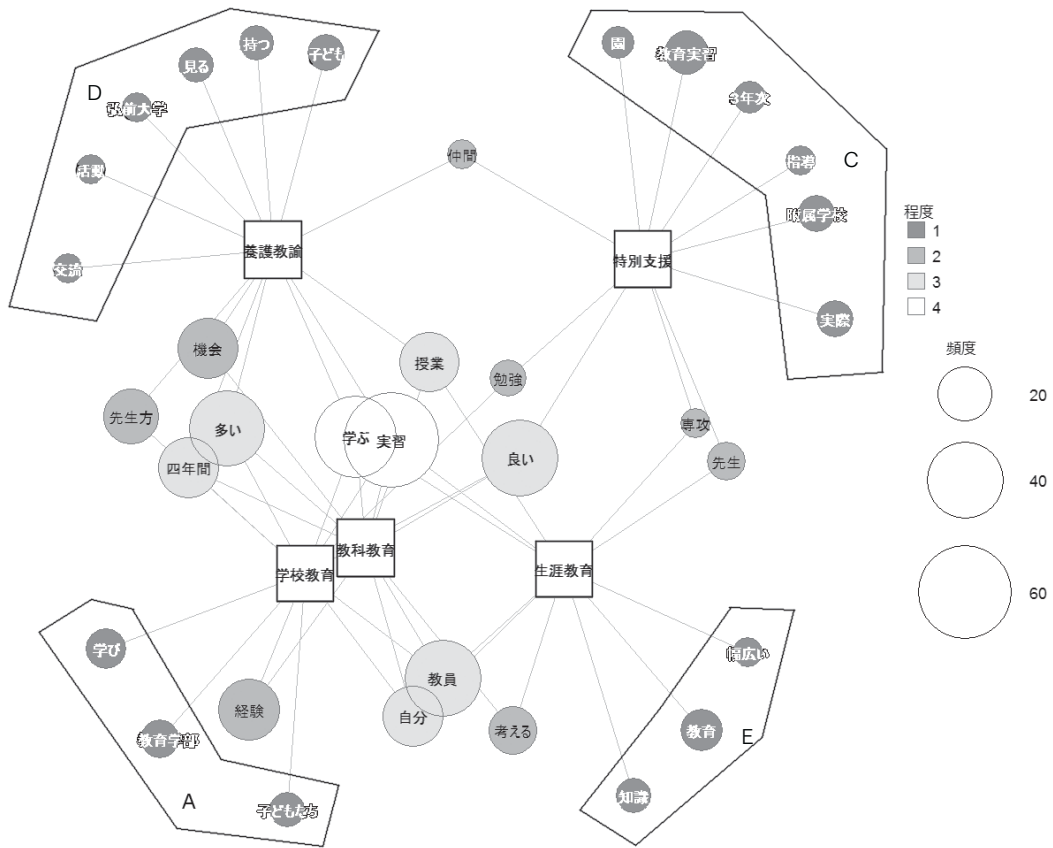 D
弘前大学
見る
持つ
子ども
活動
交流
仲間
園
教育実習
3年次
C
指導
附属学校
実際
養護教諭
特別支援
程度
1
2
3
4
頻度
20
40
60
機会
授業
勉強
先生方
多い
学ぶ
実習
良い
専攻
先生
四年間
教科教育
学校教育
生涯教育
学び
幅広い
教員
自分
経験
考える
教育学部
教育
E
知識
A
子どもたち